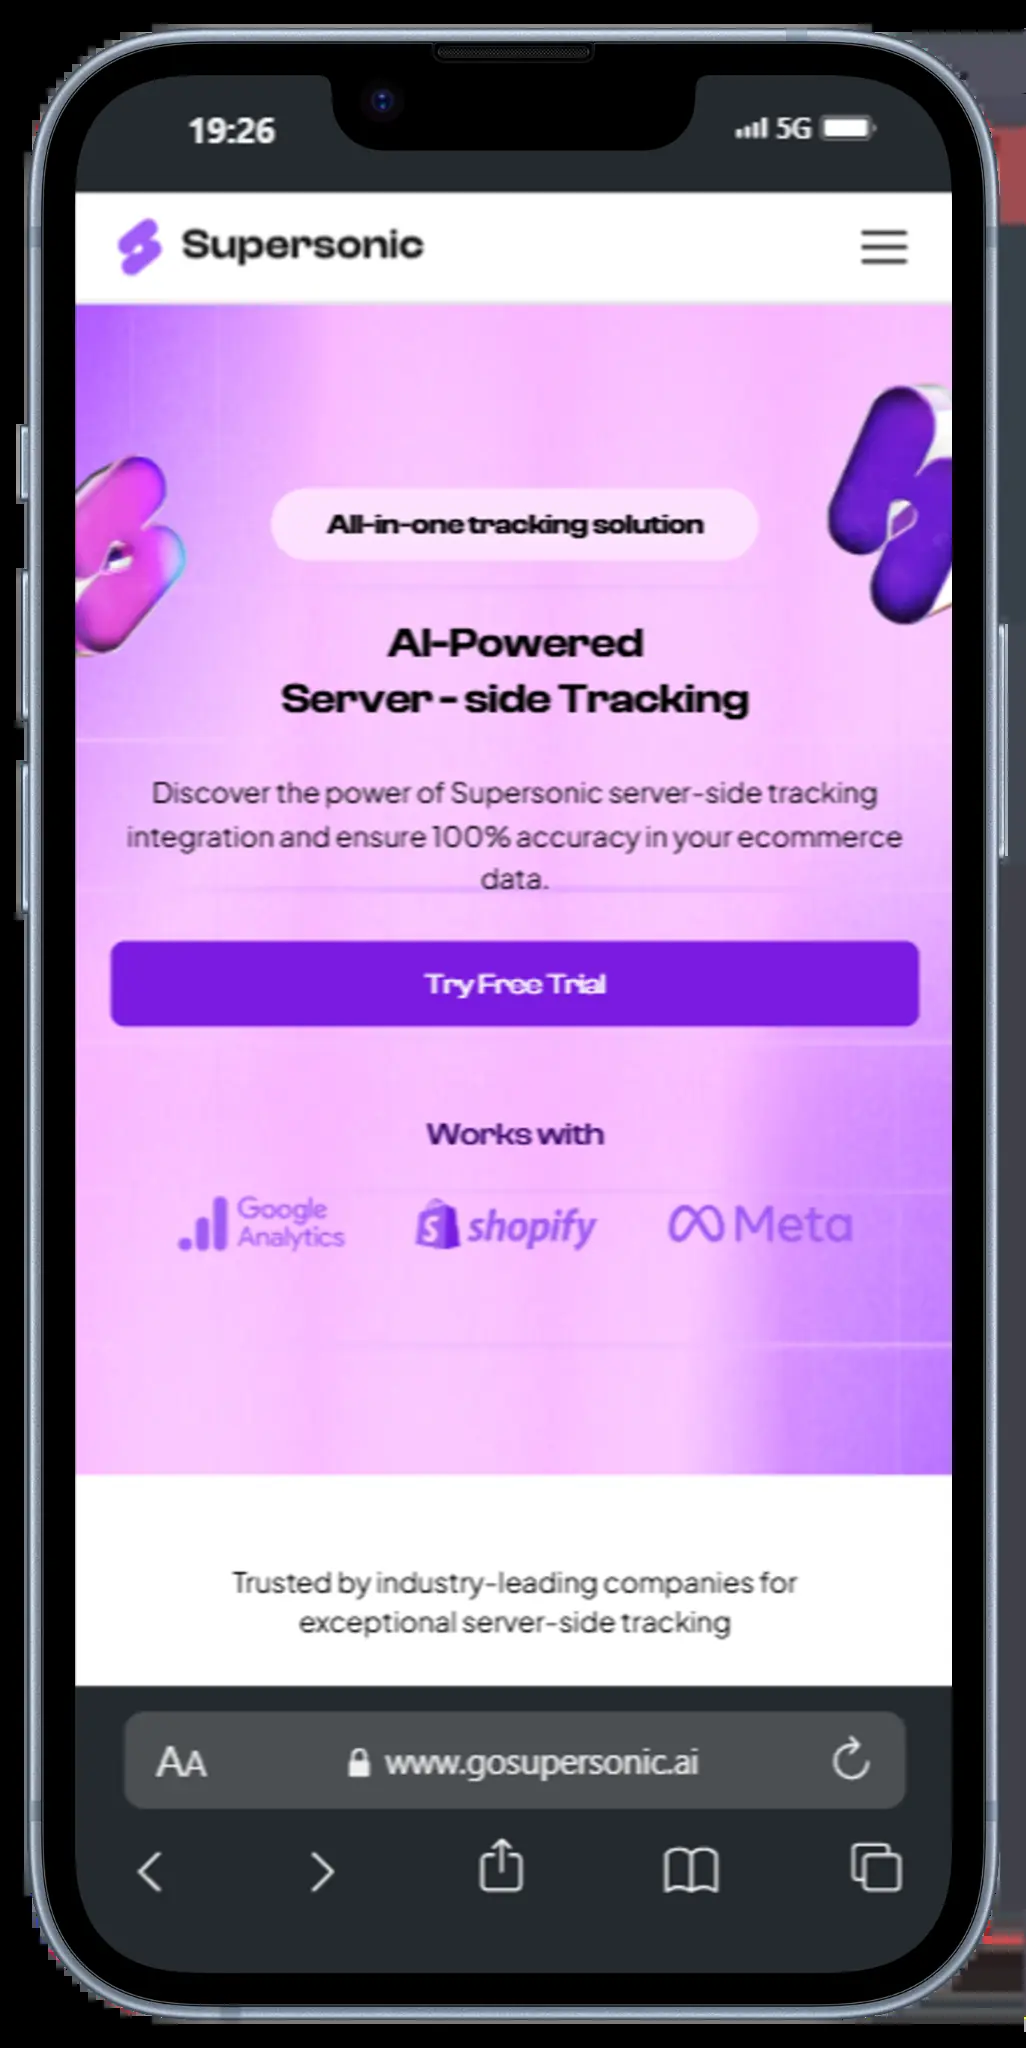 19:26 5G
Supersonic
All-in-one tracking solution
AI-Powered
Server - side Tracking
Discover the power of Supersonic server-side tracking
integration and ensure 100% accuracy in your ecommerce
data.
Try Free Trial
Works with
Google
Analytics
shopify
Meta
Trusted by industry-leading companies for
exceptional server-side tracking
AA www.gosupersonic.ai